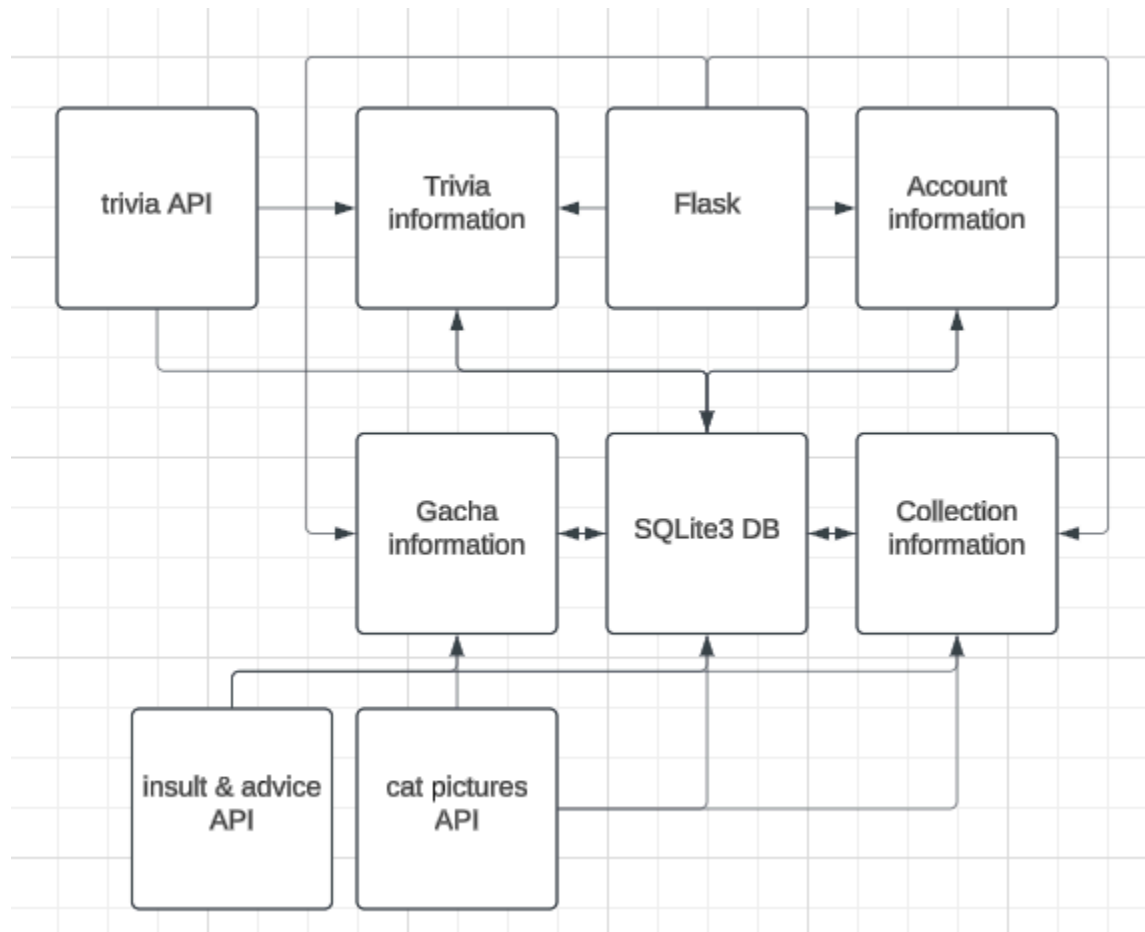 trivia API
Trivia
information
Flask
Account
information
Gacha
information
SQLite3 DB
Collection
information
insult & advice
API
cat pictures
API